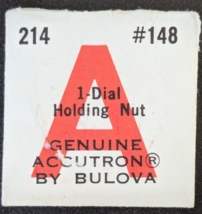 214 #148
A
1-Dial
Holding Nut
GENUINE
ACCUTRON®
BY BULOVA